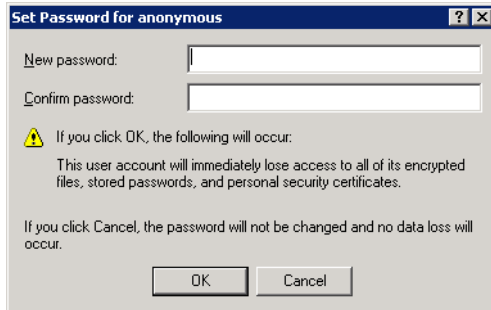 Set Password for anonymous
New password:
Confirm password:
If you click OK, the following will occur:
This user account will immediately lose access to all of its encrypted
files, stored passwords, and personal security certificates.
If you click Cancel, the password will not be changed and no data loss will
occur.
OK
Cancel